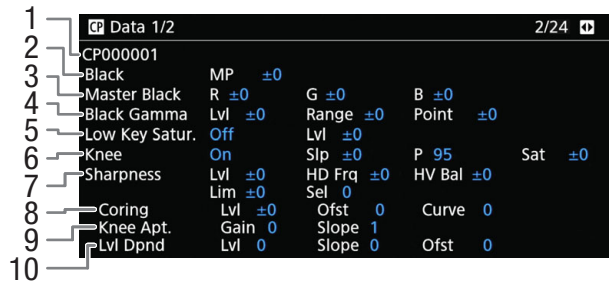 1 CP Data 1/2 2/24
2 CP000001
3 Black MP ±0
4 Master Black R ±0 G ±0 B ±0
5 Black Gamma Lvl ±0 Range ±0 Point ±0
6 Low Key Satur. Off Lvl ±0
7 Knee On Slp ±0 P 95 Sat ±0
8 Sharpness Lvl ±0 HD Frq ±0 HV Bal ±0
Lim ±0 Sel 0
9 Coring Lvl ±0 Ofst 0 Curve 0
Knee Apt. Gain 0 Slope 1
10 Lvl Dpnd Lvl 0 Slope 0 Ofst 0